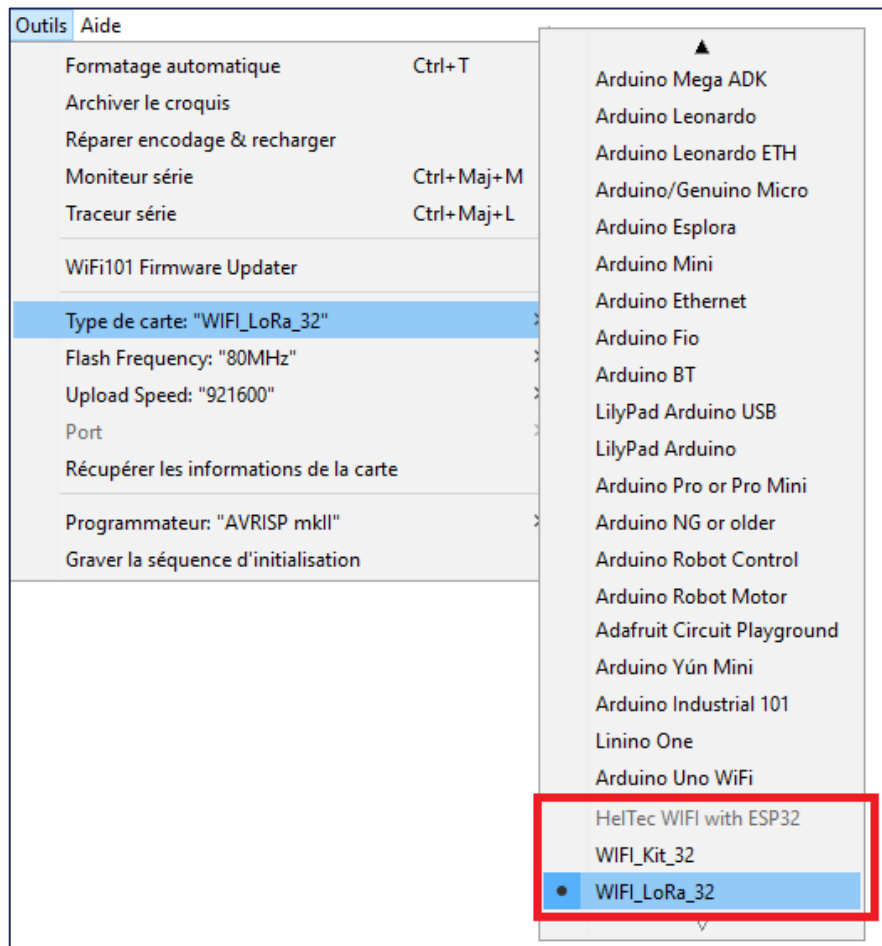 Outils Aide
Formatage automatique Ctrl+T
Archiver le croquis
Réparer encodage & recharger
Moniteur série Ctrl+Maj+M
Traceur série Ctrl+Maj+L
WiFi101 Firmware Updater
Type de carte: "WIFI_LoRa_32"
Flash Frequency: "80MHz"
Upload Speed: "921600"
Port
Récupérer les informations de la carte
Programmateur: "AVRISP mkII"
Graver la séquence d'initialisation
Arduino Mega ADK
Arduino Leonardo
Arduino Leonardo ETH
Arduino/Genuino Micro
Arduino Esplora
Arduino Mini
Arduino Ethernet
Arduino Fio
Arduino BT
LilyPad Arduino USB
LilyPad Arduino
Arduino Pro or Pro Mini
Arduino NG or older
Arduino Robot Control
Arduino Robot Motor
Adafruit Circuit Playground
Arduino Yún Mini
Arduino Industrial 101
Linino One
Arduino Uno WiFi
HelTec WIFI with ESP32
WIFI_Kit_32
WIFI_LoRa_32